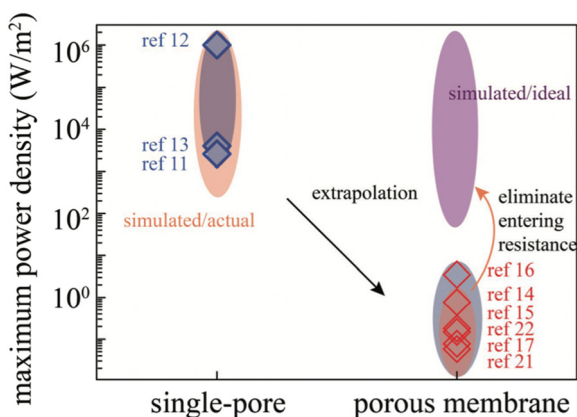 maximum power density (W/m²)
10⁶
10⁴
10²
10⁰
ref 12
ref 13
ref 11
simulated/actual
extrapolation
simulated/ideal
eliminate
entering
resistance
ref 16
ref 14
ref 15
ref 22
ref 17
ref 21
single-pore
porous membrane